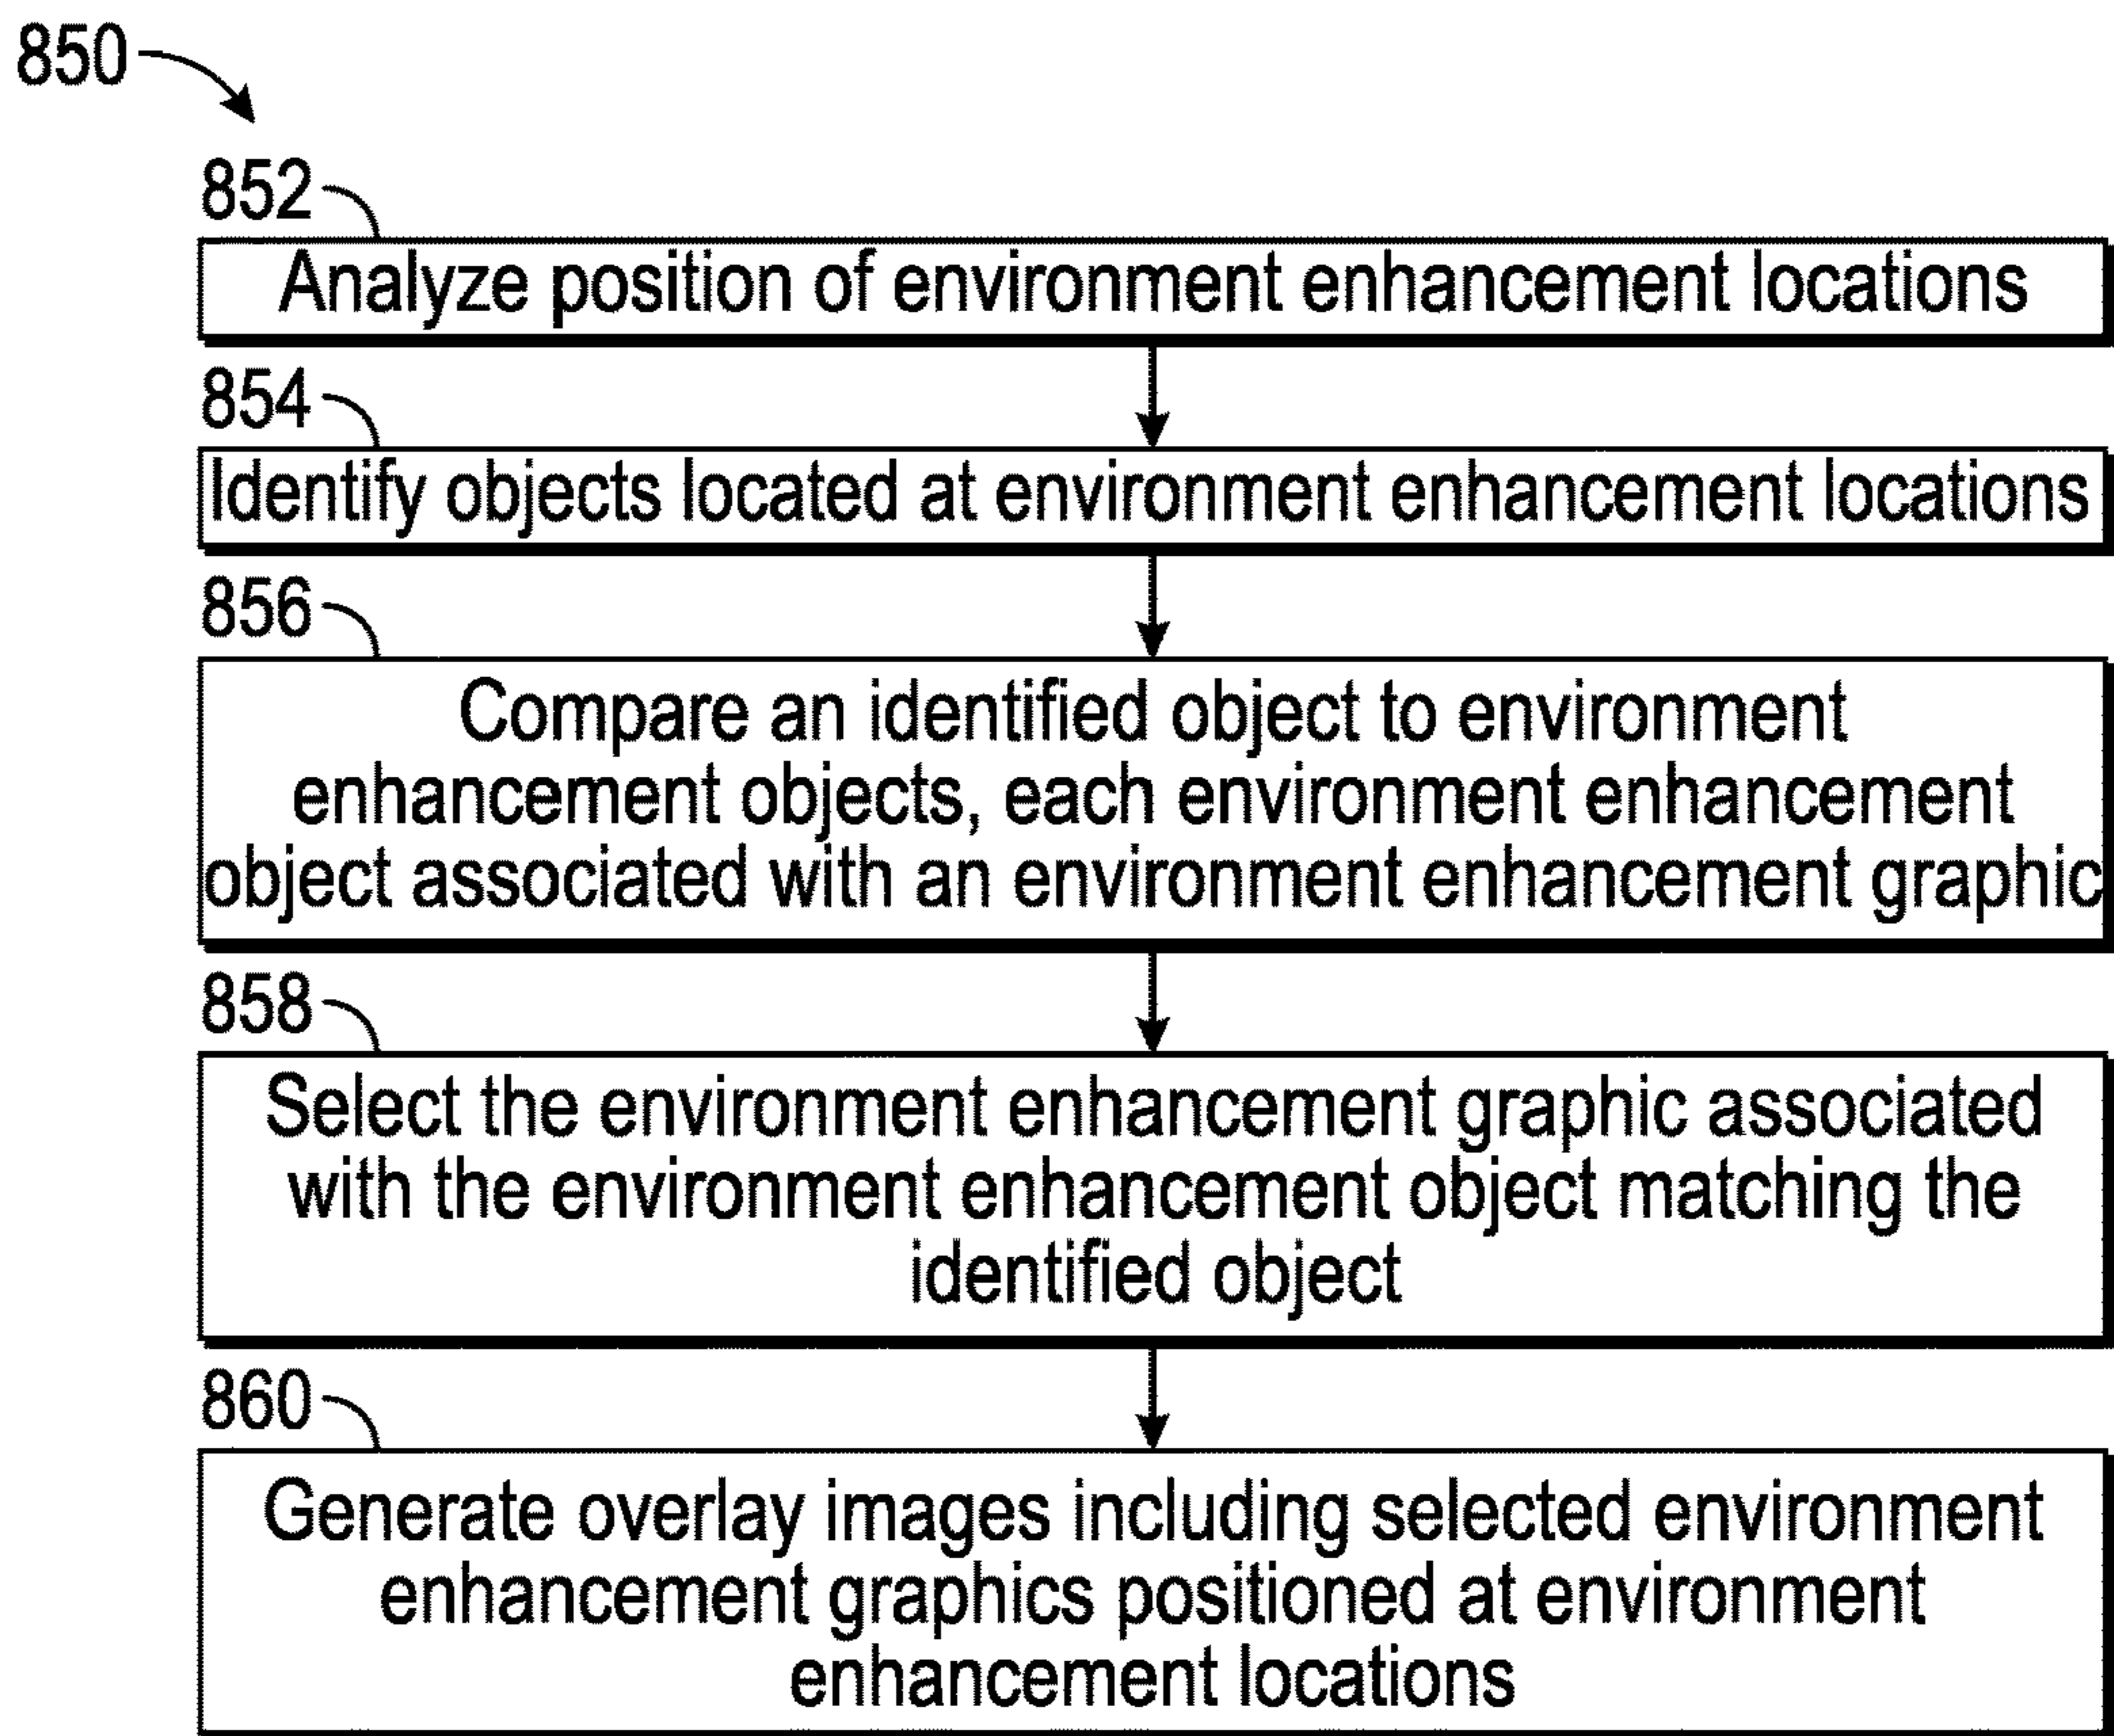 850
852
Analyze position of environment enhancement locations
854
Identify objects located at environment enhancement locations
856
Compare an identified object to environment
enhancement objects, each environment enhancement
object associated with an environment enhancement graphic
858
Select the environment enhancement graphic associated
with the environment enhancement object matching the
identified object
860
Generate overlay images including selected environment
enhancement graphics positioned at environment
enhancement locations